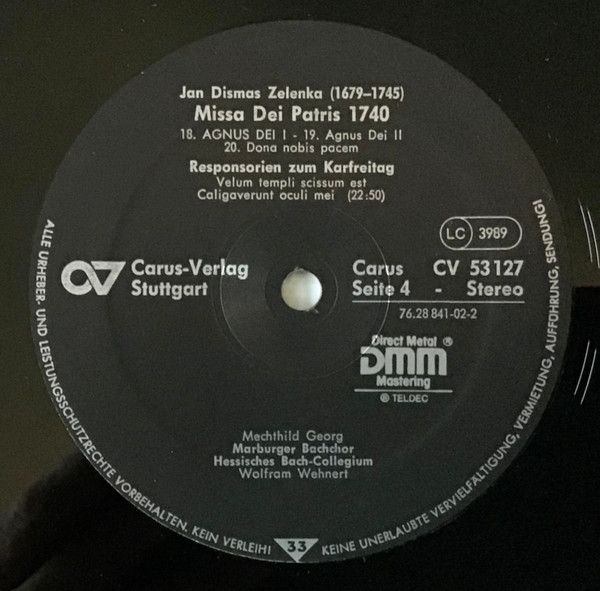 Jan Dismas Zelenka (1679–1745)
Missa Dei Patris 1740
18. AGNUS DEI I - 19. Agnus Dei II
20. Dona nobis pacem
Responsorien zum Karfreitag
Velum templi scissum est
Caligaverunt oculi mei (22:50)
LC 3989
Carus-Verlag
Stuttgart
Carus CV 53127
Seite 4 - Stereo
76.28 841-02-2
Direct Metal ®
DMM
Mastering
® TELDEC
Mechthild Georg
Marburger Bachchor
Hessisches Bach-Collegium
Wolfram Wehnert
ALLE URHEBER- UND LEISTUNGSSCHUTZRECHTE VORBEHALTEN. KEIN VERLEIH!
33
KEINE UNERLAUBTE VERVIELFÄLTIGUNG, VERMIETUNG, AUFFÜHRUNG, SENDUNG!